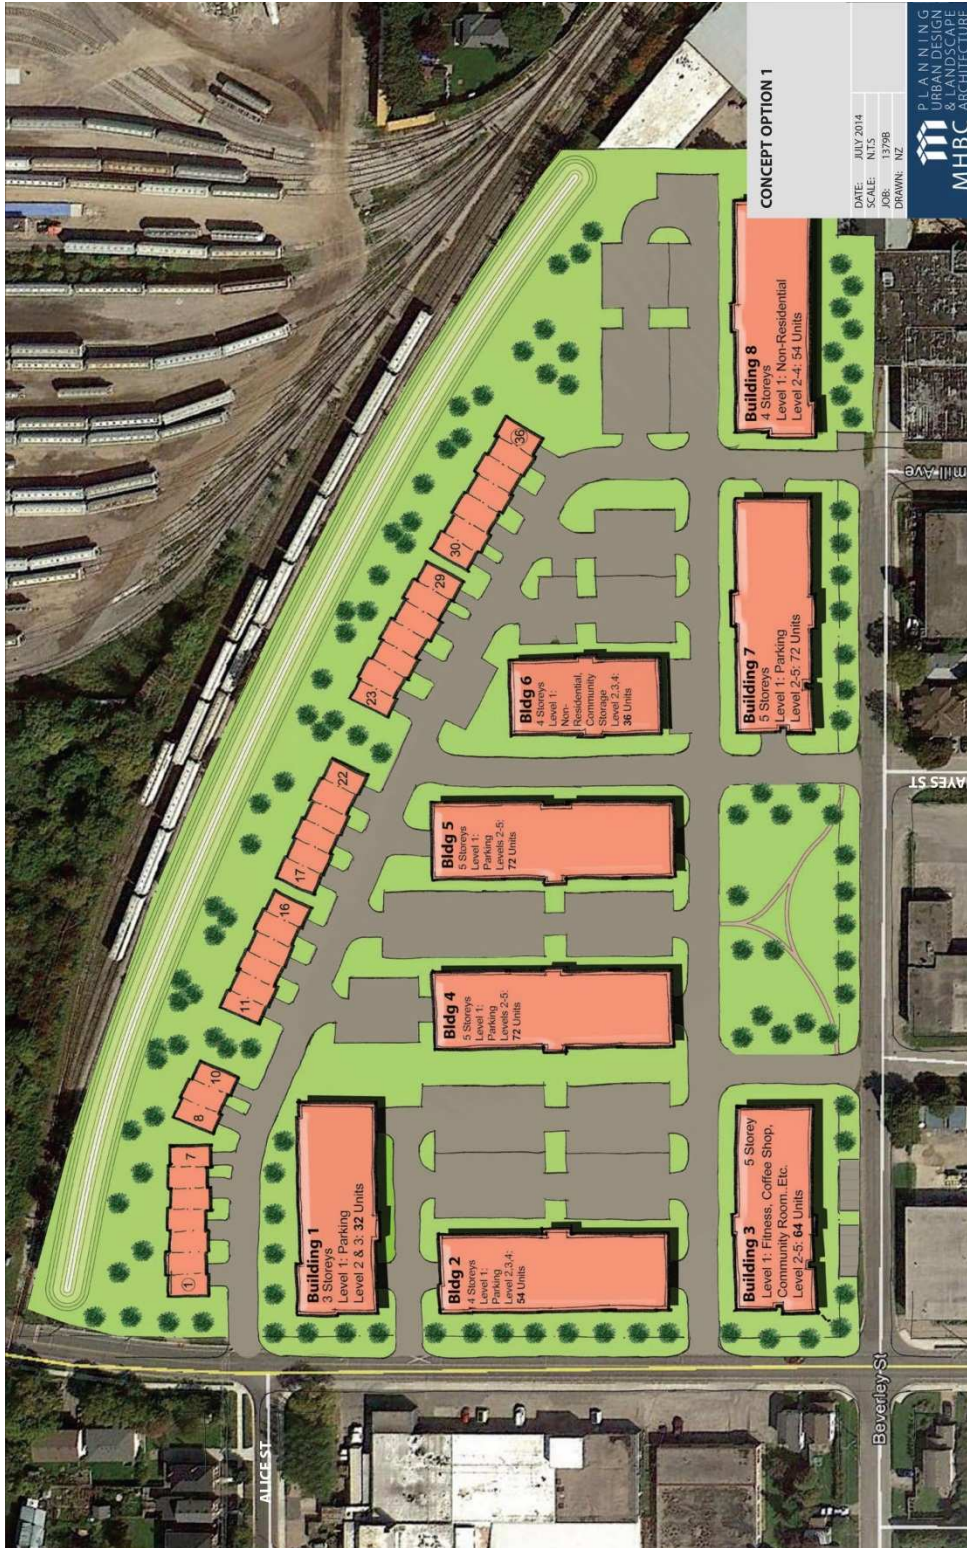 CONCEPT OPTION 1
DATE: JULY 2014
SCALE: N.T.S
JOB: 1379B
DRAWN: NZ
MHBC
PLANNING
URBAN DESIGN
& LANDSCAPE
ARCHITECTURE
1
7
8
10
11
16
17
22
23
29
30
36
Building 1
3 Storeys
Level 1: Parking
Level 2 & 3: 32 Units
Bldg 2
4 Storeys
Level 1:
Parking
Level 2,3,4:
54 Units
Building 3
5 Storey
Level 1: Fitness, Coffee Shop,
Community Room..Etc.
Level 2-5: 64 Units
Bldg 4
5 Storeys
Level 1:
Parking
Levels 2-5:
72 Units
Bldg 5
5 Storeys
Level 1:
Parking
Levels 2-5:
72 Units
Bldg 6
4 Storeys
Level 1:
Non-
Residential,
Community
Storage
Level 2,3,4:
36 Units
Building 7
5 Storeys
Level 1: Parking
Level 2-5: 72 Units
Building 8
4 Storeys
Level 1: Non-Residential
Level 2-4: 54 Units
ALICE ST
Beverley St
AYES ST
mill Ave